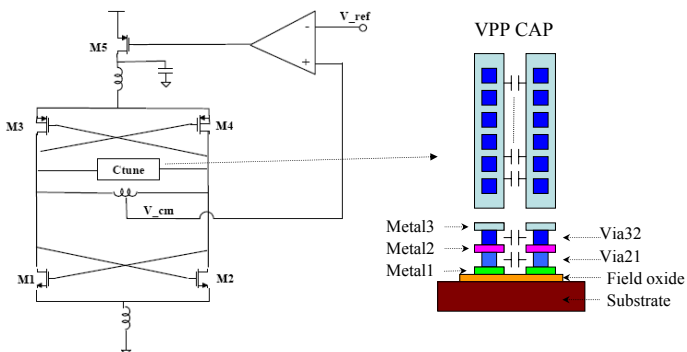 V_ref
VPP CAP
-
+
M5
M3
M4
Ctune
V_cm
M1
M2
Metal3
Metal2
Metal1
Via32
Via21
Field oxide
Substrate